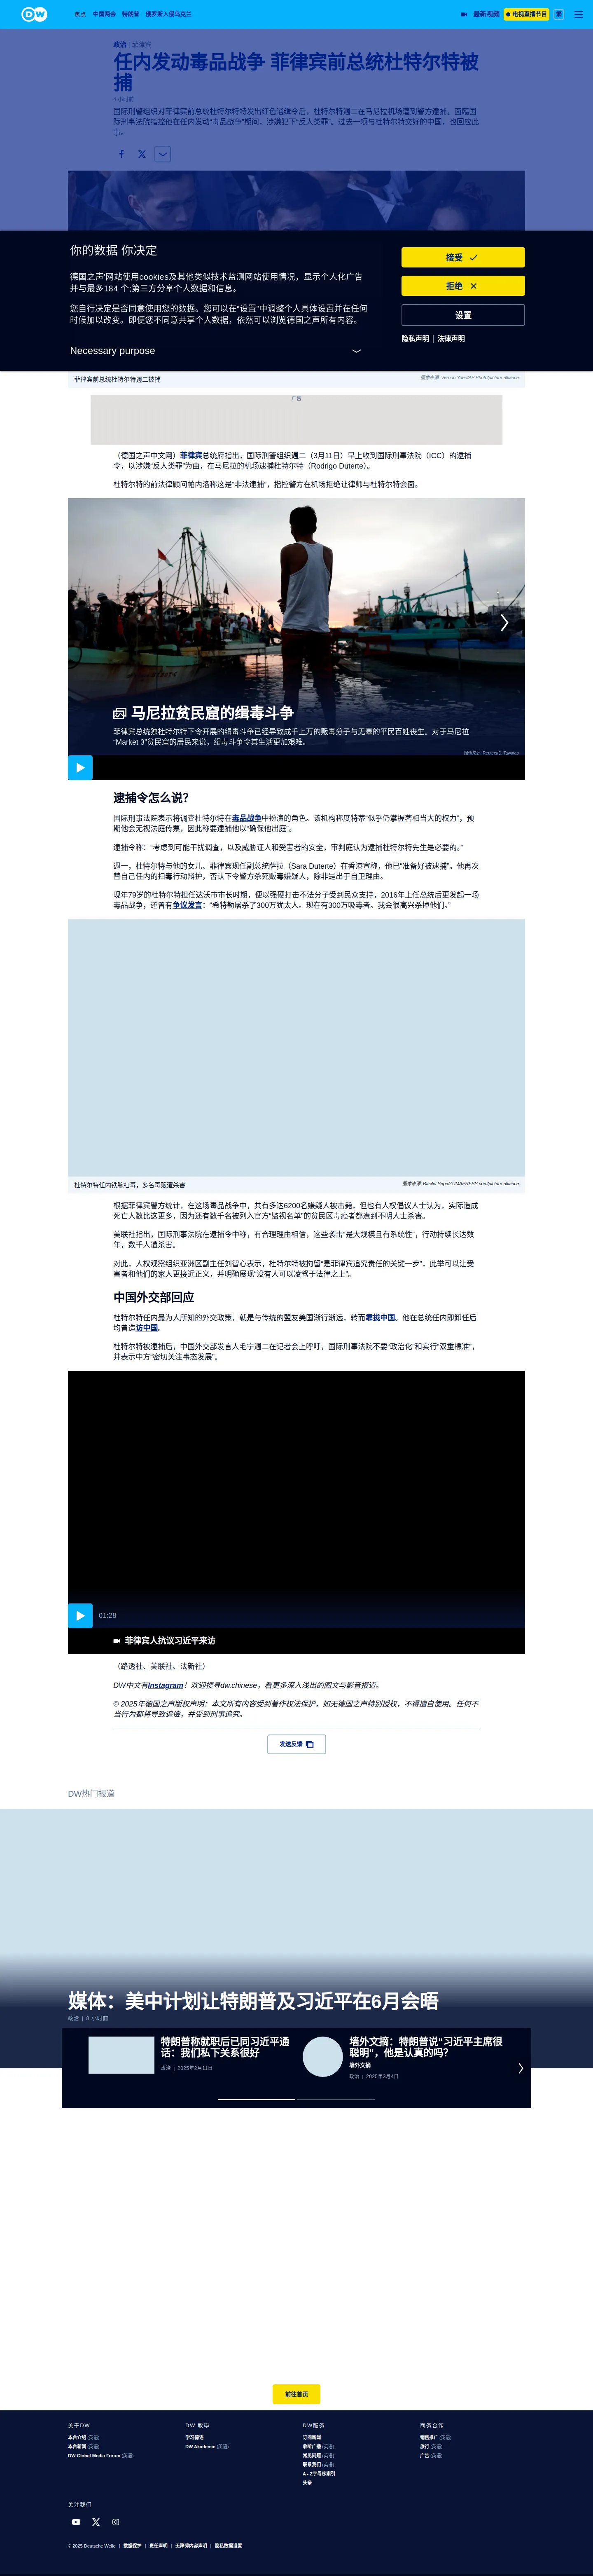 DW
焦点 中国两会 特朗普 俄罗斯入侵乌克兰
最新视频 电视直播节目
政治 | 菲律宾
任内发动毒品战争 菲律宾前总统杜特尔特被
捕
4 小时前
国际刑警组织对菲律宾前总统杜特尔特发出红色通缉令后，杜特尔特週二在马尼拉机场遭到警方逮捕，面臨国
际刑事法院指控他在任内发动“毒品战争”期间，涉嫌犯下“反人类罪”。过去一项与杜特尔特交好的中国，也回应此
事。
你的数据 你决定
德国之声'网站使用cookies及其他类似技术监测网站使用情况，显示个人化广告
并与最多184 个;第三方分享个人数据和信息。
您自行决定是否同意使用您的数据。您可以在“设置”中调整个人具体设置并在任何
时候加以改变。即便您不同意共享个人数据，依然可以浏览德国之声所有内容。
Necessary purpose
接受
拒绝
设置
隐私声明 | 法律声明
菲律宾前总统杜特尔特週二被捕
图像来源: Vernon Yuen/AP Photo/picture alliance
广告
（德国之声中文网）菲律宾总统府指出，国际刑警组织週二（3月11日）早上收到国际刑事法院（ICC）的逮捕
令，以涉嫌“反人类罪”为由，在马尼拉的机场逮捕杜特尔特（Rodrigo Duterte）。
杜特尔特的前法律顾问帕内洛称这是“非法逮捕”，指控警方在机场拒绝让律师与杜特尔特会面。
马尼拉贫民窟的缉毒斗争
菲律宾总统独杜特尔特下令开展的缉毒斗争已经导致成千上万的贩毒分子与无辜的平民百姓丧生。对于马尼拉
"Market 3"贫民窟的居民来说，缉毒斗争令其生活更加艰难。
图像来源: Reuters/D. Tawatao
逮捕令怎么说？
国际刑事法院表示将调查杜特尔特在毒品战争中扮演的角色。该机构称度特蒂“似乎仍掌握著相当大的权力”，预
期他会无视法庭传票，因此称要逮捕他以“确保他出庭”。
逮捕令称：“考虑到可能干扰调查，以及威胁证人和受害者的安全，审判庭认为逮捕杜特尔特先生是必要的。”
週一，杜特尔特与他的女儿、菲律宾现任副总统萨拉（Sara Duterte）在香港宣称，他已“准备好被逮捕”。他再次
替自己任内的扫毒行动辩护，否认下令警方杀死贩毒嫌疑人，除非是出于自卫理由。
现年79岁的杜特尔特担任达沃市市长时期，便以强硬打击不法分子受到民众支持，2016年上任总统后更发起一场
毒品战争，还曾有争议发言：“希特勒屠杀了300万犹太人。现在有300万吸毒者。我会很高兴杀掉他们。”
杜特尔特任内铁腕扫毒，多名毒贩遭杀害
图像来源: Basilio Sepe/ZUMAPRESS.com/picture alliance
根据菲律宾警方统计，在这场毒品战争中，共有多达6200名嫌疑人被击毙，但也有人权倡议人士认为，实际造成
死亡人数比这更多，因为还有数千名被列入官方“监视名单”的贫民区毒瘾者都遭到不明人士杀害。
美联社指出，国际刑事法院在逮捕令中称，有合理理由相信，这些袭击“是大规模且有系统性”，行动持续长达数
年，数千人遭杀害。
对此，人权观察组织亚洲区副主任刘智心表示，杜特尔特被拘留“是菲律宾追究责任的关键一步”，此举可以让受
害者和他们的家人更接近正义，并明确展现“没有人可以凌驾于法律之上”。
中国外交部回应
杜特尔特任内最为人所知的外交政策，就是与传统的盟友美国渐行渐远，转而靠拢中国。他在总统任内即卸任后
均曾造访中国。
杜特尔特被逮捕后，中国外交部发言人毛宁週二在记者会上呼吁，国际刑事法院不要“政治化”和实行“双重標准”，
并表示中方“密切关注事态发展”。
01:28
菲律宾人抗议习近平来访
（路透社、美联社、法新社）
DW中文有Instagram！欢迎搜寻dw.chinese，看更多深入浅出的图文与影音报道。
© 2025年德国之声版权声明：本文所有内容受到著作权法保护，如无德国之声特别授权，不得擅自使用。任何不
当行为都将导致追偿，并受到刑事追究。
发送反馈
DW热门报道
媒体：美中计划让特朗普及习近平在6月会晤
政治 | 8 小时前
特朗普称就职后已同习近平通
话：我们私下关系很好
政治 | 2025年2月11日
墙外文摘：特朗普说“习近平主席很
聪明”，他是认真的吗？
墙外文摘
政治 | 2025年3月4日
前往首页
关于DW
本台介绍 (英语)
本台新闻 (英语)
DW Global Media Forum (英语)
DW 教學
学习德语
DW Akademie (英语)
DW服务
订阅新闻
收听广播 (英语)
常见问题 (英语)
联系我们 (英语)
A - Z字母序索引
头条
商务合作
销售推广 (英语)
旅行 (英语)
广告 (英语)
关注我们
© 2025 Deutsche Welle | 数据保护 | 责任声明 | 无障碍内容声明 | 隐私数据设置